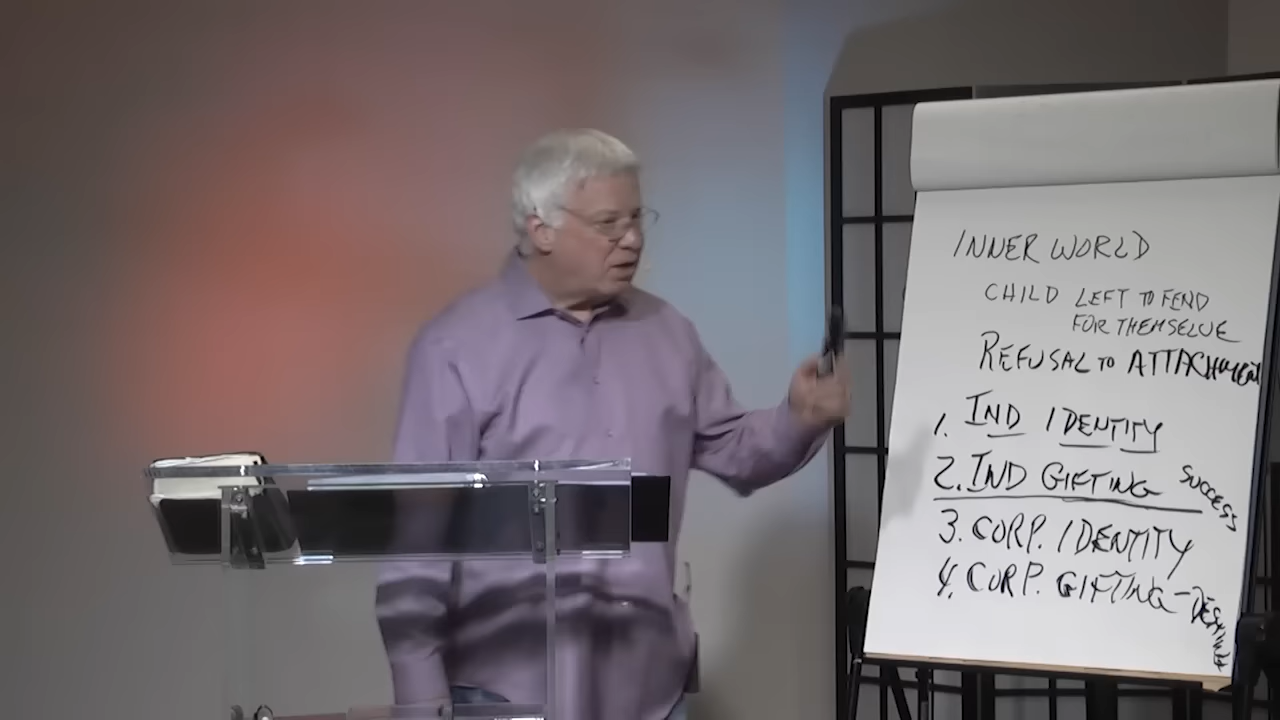 INNER WORLD
CHILD LEFT TO FEND
FOR THEMSELVE
REFUSAL TO ATTACHMENT
1. IND IDENTITY
2. IND GIFTING SUCCESS
3. CORP. IDENTITY
4. CORP. GIFTING - DESTINY